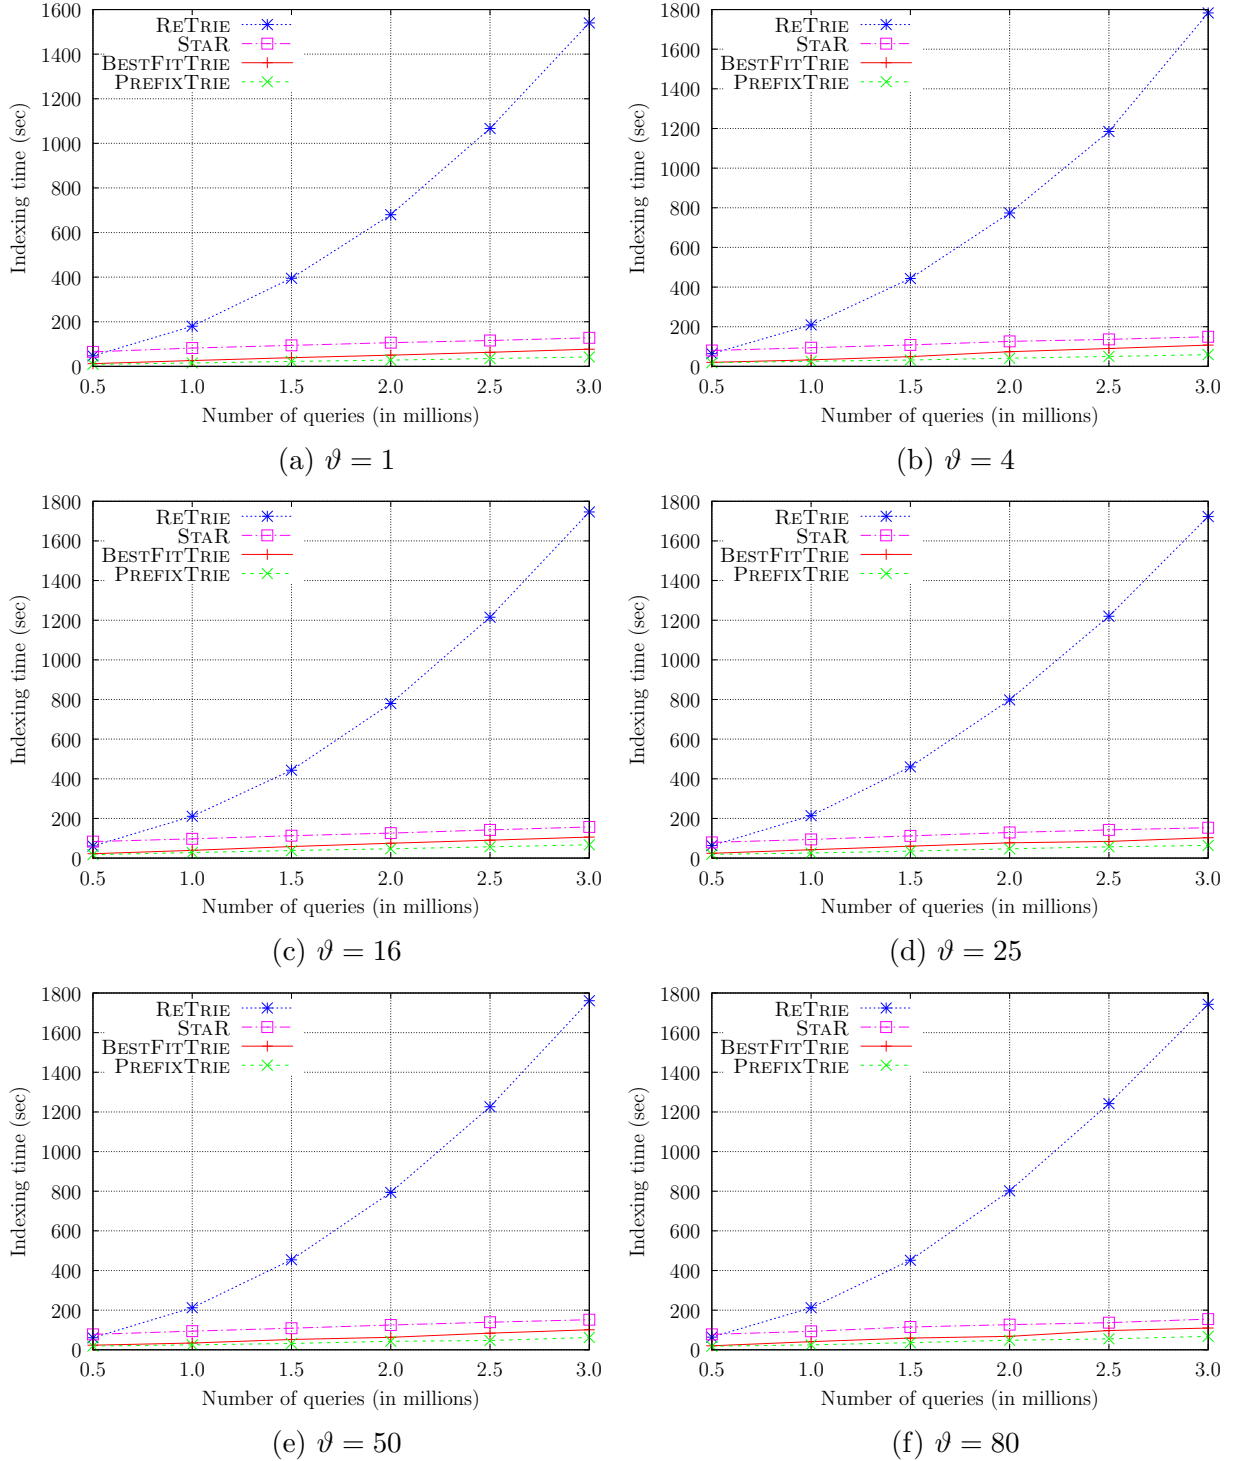 1600
1400
1200
1000
800
600
400
200
0
0.5 1.0 1.5 2.0 2.5 3.0
Indexing time (sec)
Number of queries (in millions)
ReTrie
StaR
BestFitTrie
PrefixTrie
(a) ϑ = 1
1800
1600
1400
1200
1000
800
600
400
200
0
0.5 1.0 1.5 2.0 2.5 3.0
Indexing time (sec)
Number of queries (in millions)
ReTrie
StaR
BestFitTrie
PrefixTrie
(b) ϑ = 4
1800
1600
1400
1200
1000
800
600
400
200
0
0.5 1.0 1.5 2.0 2.5 3.0
Indexing time (sec)
Number of queries (in millions)
ReTrie
StaR
BestFitTrie
PrefixTrie
(c) ϑ = 16
1800
1600
1400
1200
1000
800
600
400
200
0
0.5 1.0 1.5 2.0 2.5 3.0
Indexing time (sec)
Number of queries (in millions)
ReTrie
StaR
BestFitTrie
PrefixTrie
(d) ϑ = 25
1800
1600
1400
1200
1000
800
600
400
200
0
0.5 1.0 1.5 2.0 2.5 3.0
Indexing time (sec)
Number of queries (in millions)
ReTrie
StaR
BestFitTrie
PrefixTrie
(e) ϑ = 50
1800
1600
1400
1200
1000
800
600
400
200
0
0.5 1.0 1.5 2.0 2.5 3.0
Indexing time (sec)
Number of queries (in millions)
ReTrie
StaR
BestFitTrie
PrefixTrie
(f) ϑ = 80